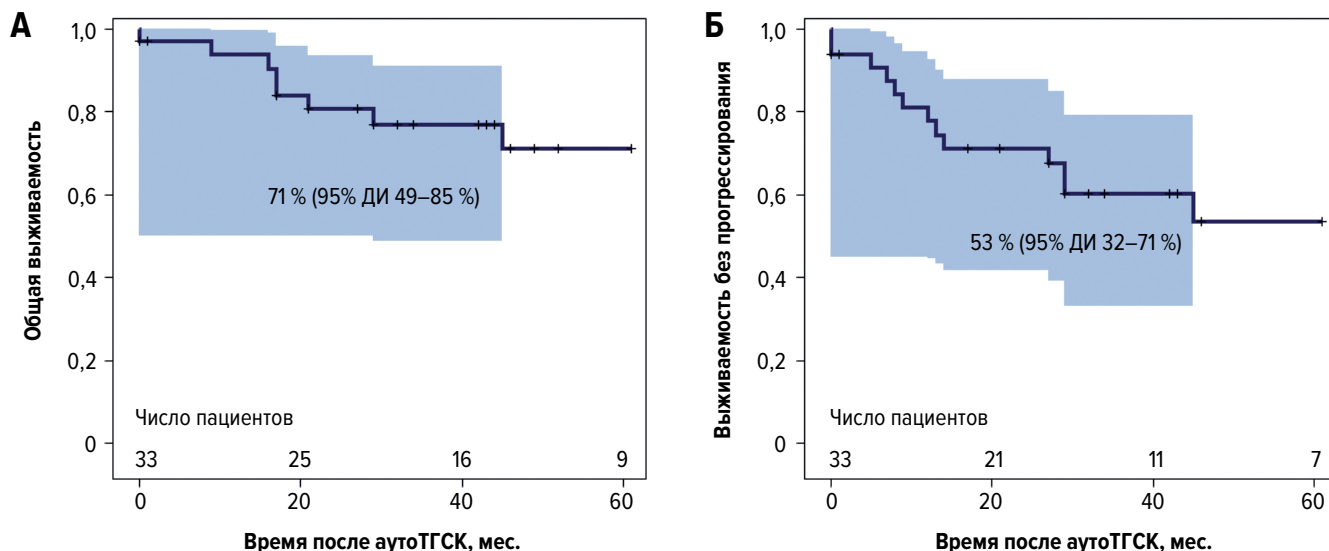 А
Общая выживаемость
1,0
0,8
0,6
0,4
0,2
0
71 % (95% ДИ 49–85 %)
Число пациентов
33 25 16 9
0 20 40 60
Время после аутоТГСК, мес.
Б
Выживаемость без прогрессирования
1,0
0,8
0,6
0,4
0,2
0
53 % (95% ДИ 32–71 %)
Число пациентов
33 21 11 7
0 20 40 60
Время после аутоТГСК, мес.